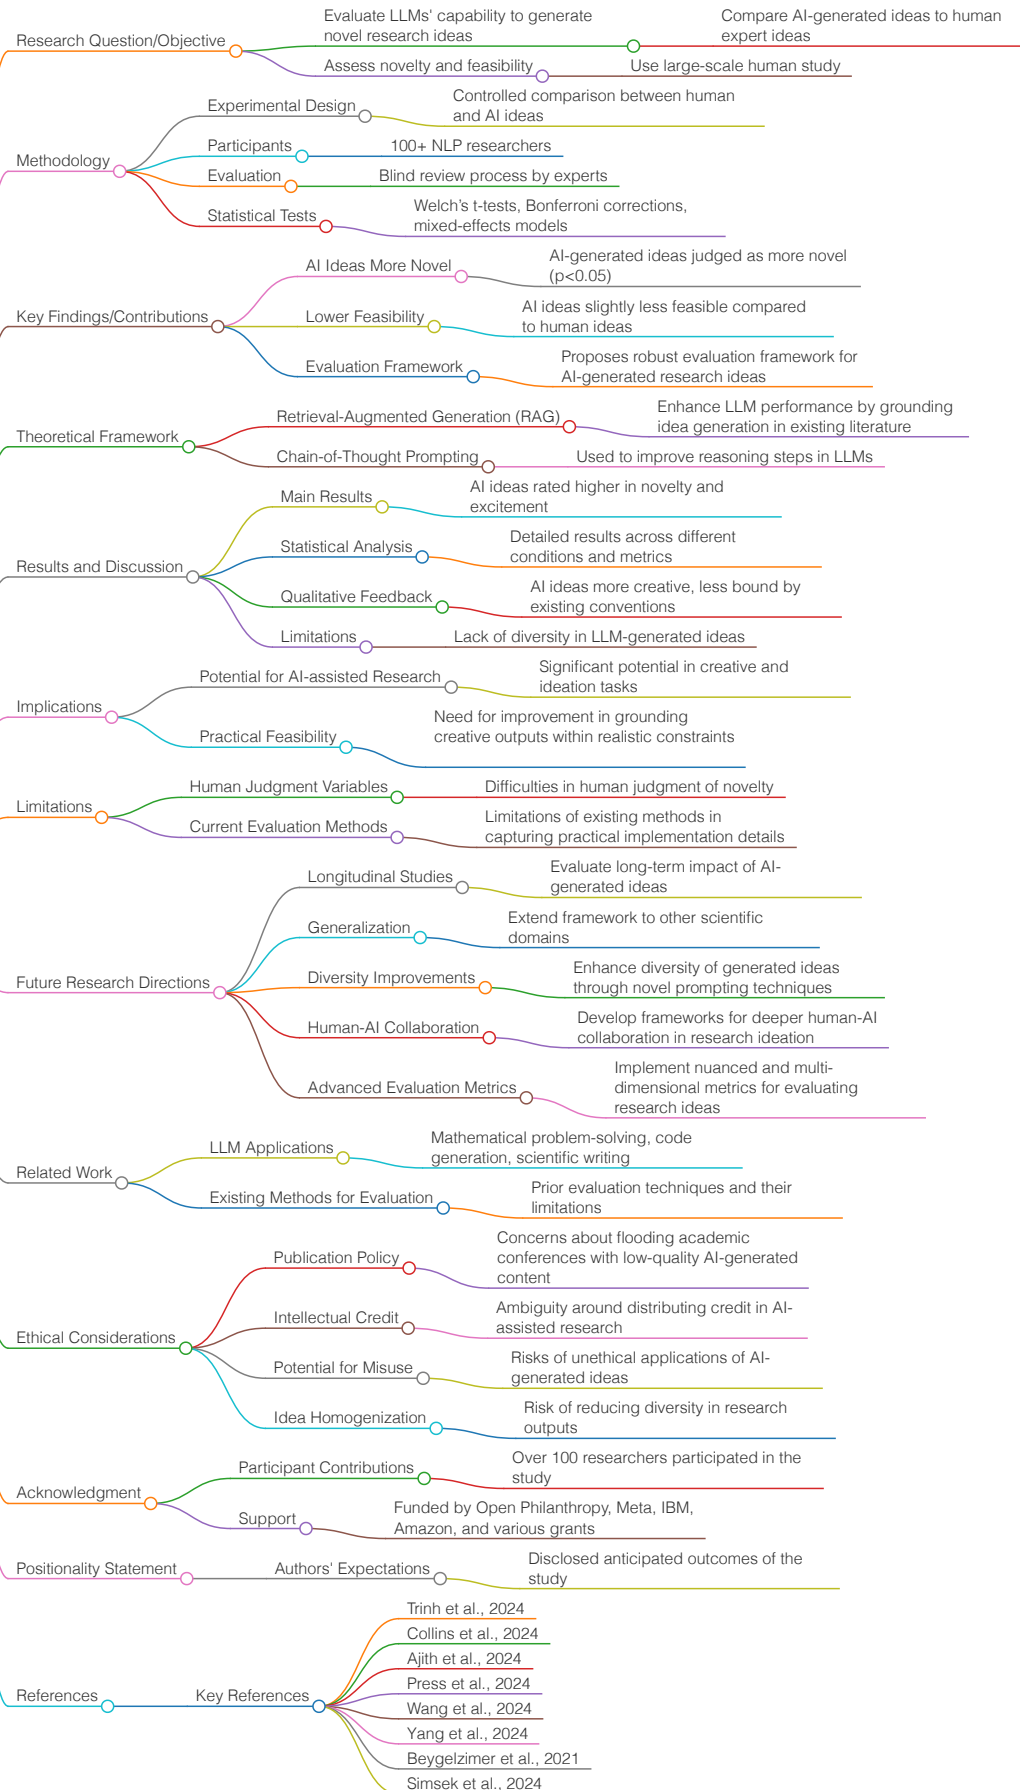 Research Question/Objective
Evaluate LLMs' capability to generate
novel research ideas
Compare AI-generated ideas to human
expert ideas
Assess novelty and feasibility
Use large-scale human study
Methodology
Experimental Design
Controlled comparison between human
and AI ideas
Participants
100+ NLP researchers
Evaluation
Blind review process by experts
Statistical Tests
Welch's t-tests, Bonferroni corrections,
mixed-effects models
Key Findings/Contributions
AI Ideas More Novel
AI-generated ideas judged as more novel
(p<0.05)
Lower Feasibility
AI ideas slightly less feasible compared
to human ideas
Evaluation Framework
Proposes robust evaluation framework for
AI-generated research ideas
Theoretical Framework
Retrieval-Augmented Generation (RAG)
Enhance LLM performance by grounding
idea generation in existing literature
Chain-of-Thought Prompting
Used to improve reasoning steps in LLMs
Results and Discussion
Main Results
AI ideas rated higher in novelty and
excitement
Statistical Analysis
Detailed results across different
conditions and metrics
Qualitative Feedback
AI ideas more creative, less bound by
existing conventions
Limitations
Lack of diversity in LLM-generated ideas
Implications
Potential for AI-assisted Research
Significant potential in creative and
ideation tasks
Practical Feasibility
Need for improvement in grounding
creative outputs within realistic constraints
Limitations
Human Judgment Variables
Difficulties in human judgment of novelty
Current Evaluation Methods
Limitations of existing methods in
capturing practical implementation details
Future Research Directions
Longitudinal Studies
Evaluate long-term impact of AI-
generated ideas
Generalization
Extend framework to other scientific
domains
Diversity Improvements
Enhance diversity of generated ideas
through novel prompting techniques
Human-AI Collaboration
Develop frameworks for deeper human-AI
collaboration in research ideation
Advanced Evaluation Metrics
Implement nuanced and multi-
dimensional metrics for evaluating
research ideas
Related Work
LLM Applications
Mathematical problem-solving, code
generation, scientific writing
Existing Methods for Evaluation
Prior evaluation techniques and their
limitations
Ethical Considerations
Publication Policy
Concerns about flooding academic
conferences with low-quality AI-generated
content
Intellectual Credit
Ambiguity around distributing credit in AI-
assisted research
Potential for Misuse
Risks of unethical applications of AI-
generated ideas
Idea Homogenization
Risk of reducing diversity in research
outputs
Acknowledgment
Participant Contributions
Over 100 researchers participated in the
study
Support
Funded by Open Philanthropy, Meta, IBM,
Amazon, and various grants
Positionality Statement
Authors' Expectations
Disclosed anticipated outcomes of the
study
References
Key References
Trinh et al., 2024
Collins et al., 2024
Ajith et al., 2024
Press et al., 2024
Wang et al., 2024
Yang et al., 2024
Beygelzimer et al., 2021
Simsek et al., 2024